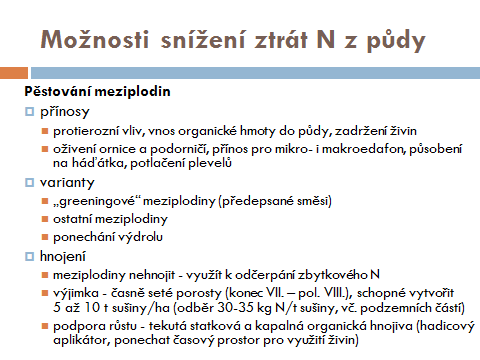 Možnosti snížení ztrát N z půdy
Pěstování meziplodin
přínosy
protierozní vliv, vnos organické hmoty do půdy, zadržení živin
oživení ornice a podorničí, přínos pro mikro- i makroedafon, působení
na háďátka, potlačení plevelů
varianty
„greeningové“ meziplodiny (předepsané směsi)
ostatní meziplodiny
ponechání výdrolu
hnojení
meziplodiny nehnojit - využít k odčerpání zbytkového N
výjimka - časně seté porosty (konec VII. – pol. VIII.), schopné vytvořit
5 až 10 t sušiny/ha (odběr 30-35 kg N/t sušiny, vč. podzemních částí)
podpora růstu - tekutá statková a kapalná organická hnojiva (hadicový
aplikátor, ponechat časový prostor pro využití živin)